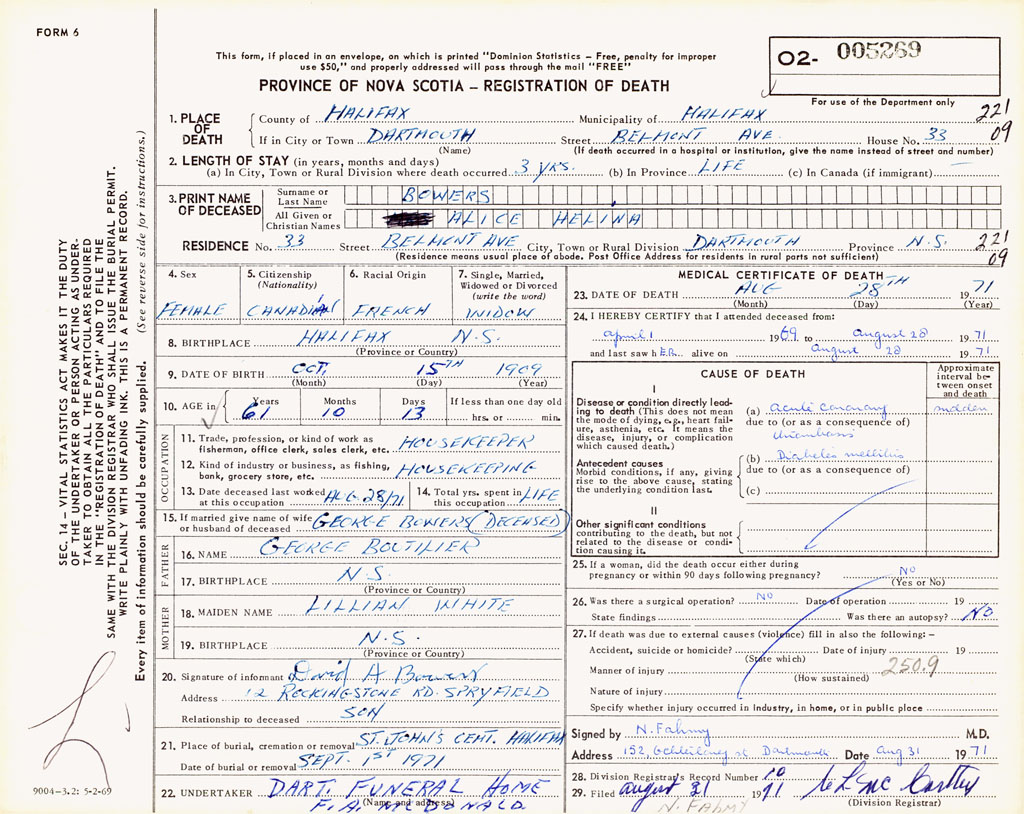 FORM 6
This form, if placed in an envelope, on which is printed "Dominion Statistics – Free, penalty for improper
use $50," and properly addressed will pass through the mail "FREE"
PROVINCE OF NOVA SCOTIA – REGISTRATION OF DEATH
02- 005269
For use of the Department only
1. PLACE OF DEATH
County of HALIFAX Municipality of HALIFAX 221
If in City or Town DARTMOUTH Street BELMONT AVE. House No. 33 09
(Name) (If death occurred in a hospital or institution, give the name instead of street and number)
2. LENGTH OF STAY (in years, months and days)
(a) In City, Town or Rural Division where death occurred 3 YRS. (b) In Province LIFE (c) In Canada (if immigrant) —
3. PRINT NAME OF DECEASED
Surname or Last Name BOWERS
All Given or Christian Names ALICE HELINA
RESIDENCE No. 33 Street BELMONT AVE City, Town or Rural Division DARTMOUTH Province N.S. 221
(Residence means usual place of abode. Post Office Address for residents in rural parts not sufficient) 09
4. Sex FEMALE
5. Citizenship (Nationality) CANADIAN
6. Racial Origin FRENCH
7. Single, Married, Widowed or Divorced (write the word) WIDOW
8. BIRTHPLACE HALIFAX N.S.
(Province or Country)
9. DATE OF BIRTH OCT. 15TH 1909
(Month) (Day) (Year)
10. AGE in Years 61 Months 10 Days 13 If less than one day old
hrs. or min.
OCCUPATION
11. Trade, profession, or kind of work as fisherman, office clerk, sales clerk, etc. HOUSEKEEPER
12. Kind of industry or business, as fishing, bank, grocery store, etc. HOUSEKEEPING
13. Date deceased last worked at this occupation AUG. 28/71
14. Total yrs. spent in this occupation LIFE
15. If married give name of wife or husband of deceased GEORGE BOWERS (DECEASED)
FATHER
16. NAME GEORGE BOUTILIER
17. BIRTHPLACE N.S.
(Province or Country)
MOTHER
18. MAIDEN NAME LILLIAN WHITE
19. BIRTHPLACE N.S.
(Province or Country)
20. Signature of informant David A Bowers
Address 12 ROCKINGSTONE RD. SPRYFIELD
Relationship to deceased SON
21. Place of burial, cremation or removal ST. JOHN'S CEMT. HALIFAX
Date of burial or removal SEPT. 1ST 1971
22. UNDERTAKER DART. FUNERAL HOME
(Name and address) F.A. McDONALD
MEDICAL CERTIFICATE OF DEATH
23. DATE OF DEATH AUG 28TH 1971
(Month) (Day) (Year)
24. I HEREBY CERTIFY that I attended deceased from:
april 1 1969 to august 28 1971
and last saw h ER alive on august 28 1971
CAUSE OF DEATH
Approximate interval between onset and death
I
Disease or condition directly leading to death (This does not mean the mode of dying, e.g., heart failure, asthenia, etc. It means the disease, injury, or complication which caused death.)
(a) acute coronary sudden
due to (or as a consequence of)
Antecedent causes
Morbid conditions, if any, giving rise to the above cause, stating the underlying condition last.
(b) Diabetes mellitis
due to (or as a consequence of)
(c)
II
Other significant conditions contributing to the death, but not related to the disease or condition causing it.
25. If a woman, did the death occur either during pregnancy or within 90 days following pregnancy? NO
(Yes or No)
26. Was there a surgical operation? NO Date of operation 19
State findings Was there an autopsy? NO
27. If death was due to external causes (violence) fill in also the following: –
Accident, suicide or homicide? Date of injury 19
(State which)
Manner of injury 250.9
(How sustained)
Nature of injury
Specify whether injury occurred in industry, in home, or in public place
Signed by N. Fahmy M.D.
Address 152, st Dartmouth Date Aug 31 1971
28. Division Registrar's Record Number 10
29. Filed august 31 1971
(Division Registrar)
N. FAHMY
SEC. 14 – VITAL STATISTICS ACT MAKES IT THE DUTY
OF THE UNDERTAKER OR PERSON ACTING AS UNDER-
TAKER TO OBTAIN ALL THE PARTICULARS REQUIRED
IN THE "REGISTRATION OF DEATH" AND TO FILE THE
SAME WITH THE DIVISION REGISTRAR WHO SHALL ISSUE THE BURIAL PERMIT.
WRITE PLAINLY WITH UNFADING INK. THIS IS A PERMANENT RECORD.
Every item of information should be carefully supplied. (See reverse side for instructions.)
9004-3.2: 5-2-69